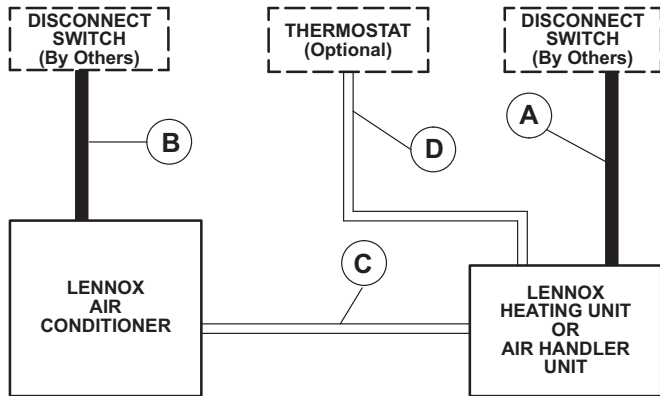 DISCONNECT
SWITCH
(By Others)
THERMOSTAT
(Optional)
DISCONNECT
SWITCH
(By Others)
B
D
A
C
LENNOX
AIR
CONDITIONER
LENNOX
HEATING UNIT
OR
AIR HANDLER
UNIT